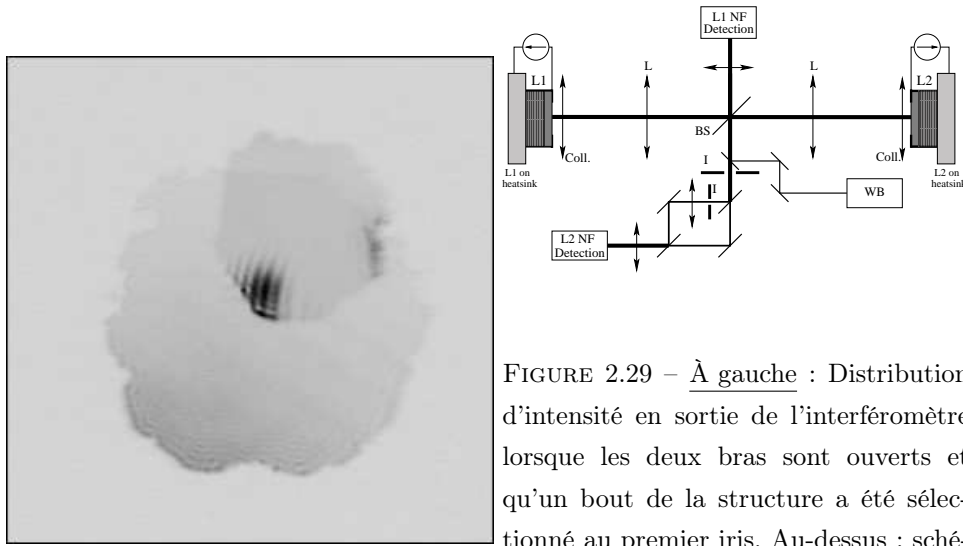 L1 NF
Detection
L1
L
L
L2
BS
Coll.
Coll.
L1 on
heatsink
L2 on
heatsink
I
I
WB
L2 NF
Detection
FIGURE 2.29 – À gauche : Distribution
d'intensité en sortie de l'interféromètre
lorsque les deux bras sont ouverts et
qu'un bout de la structure a été sélec-
tionné au premier iris. Au-dessus : sché-